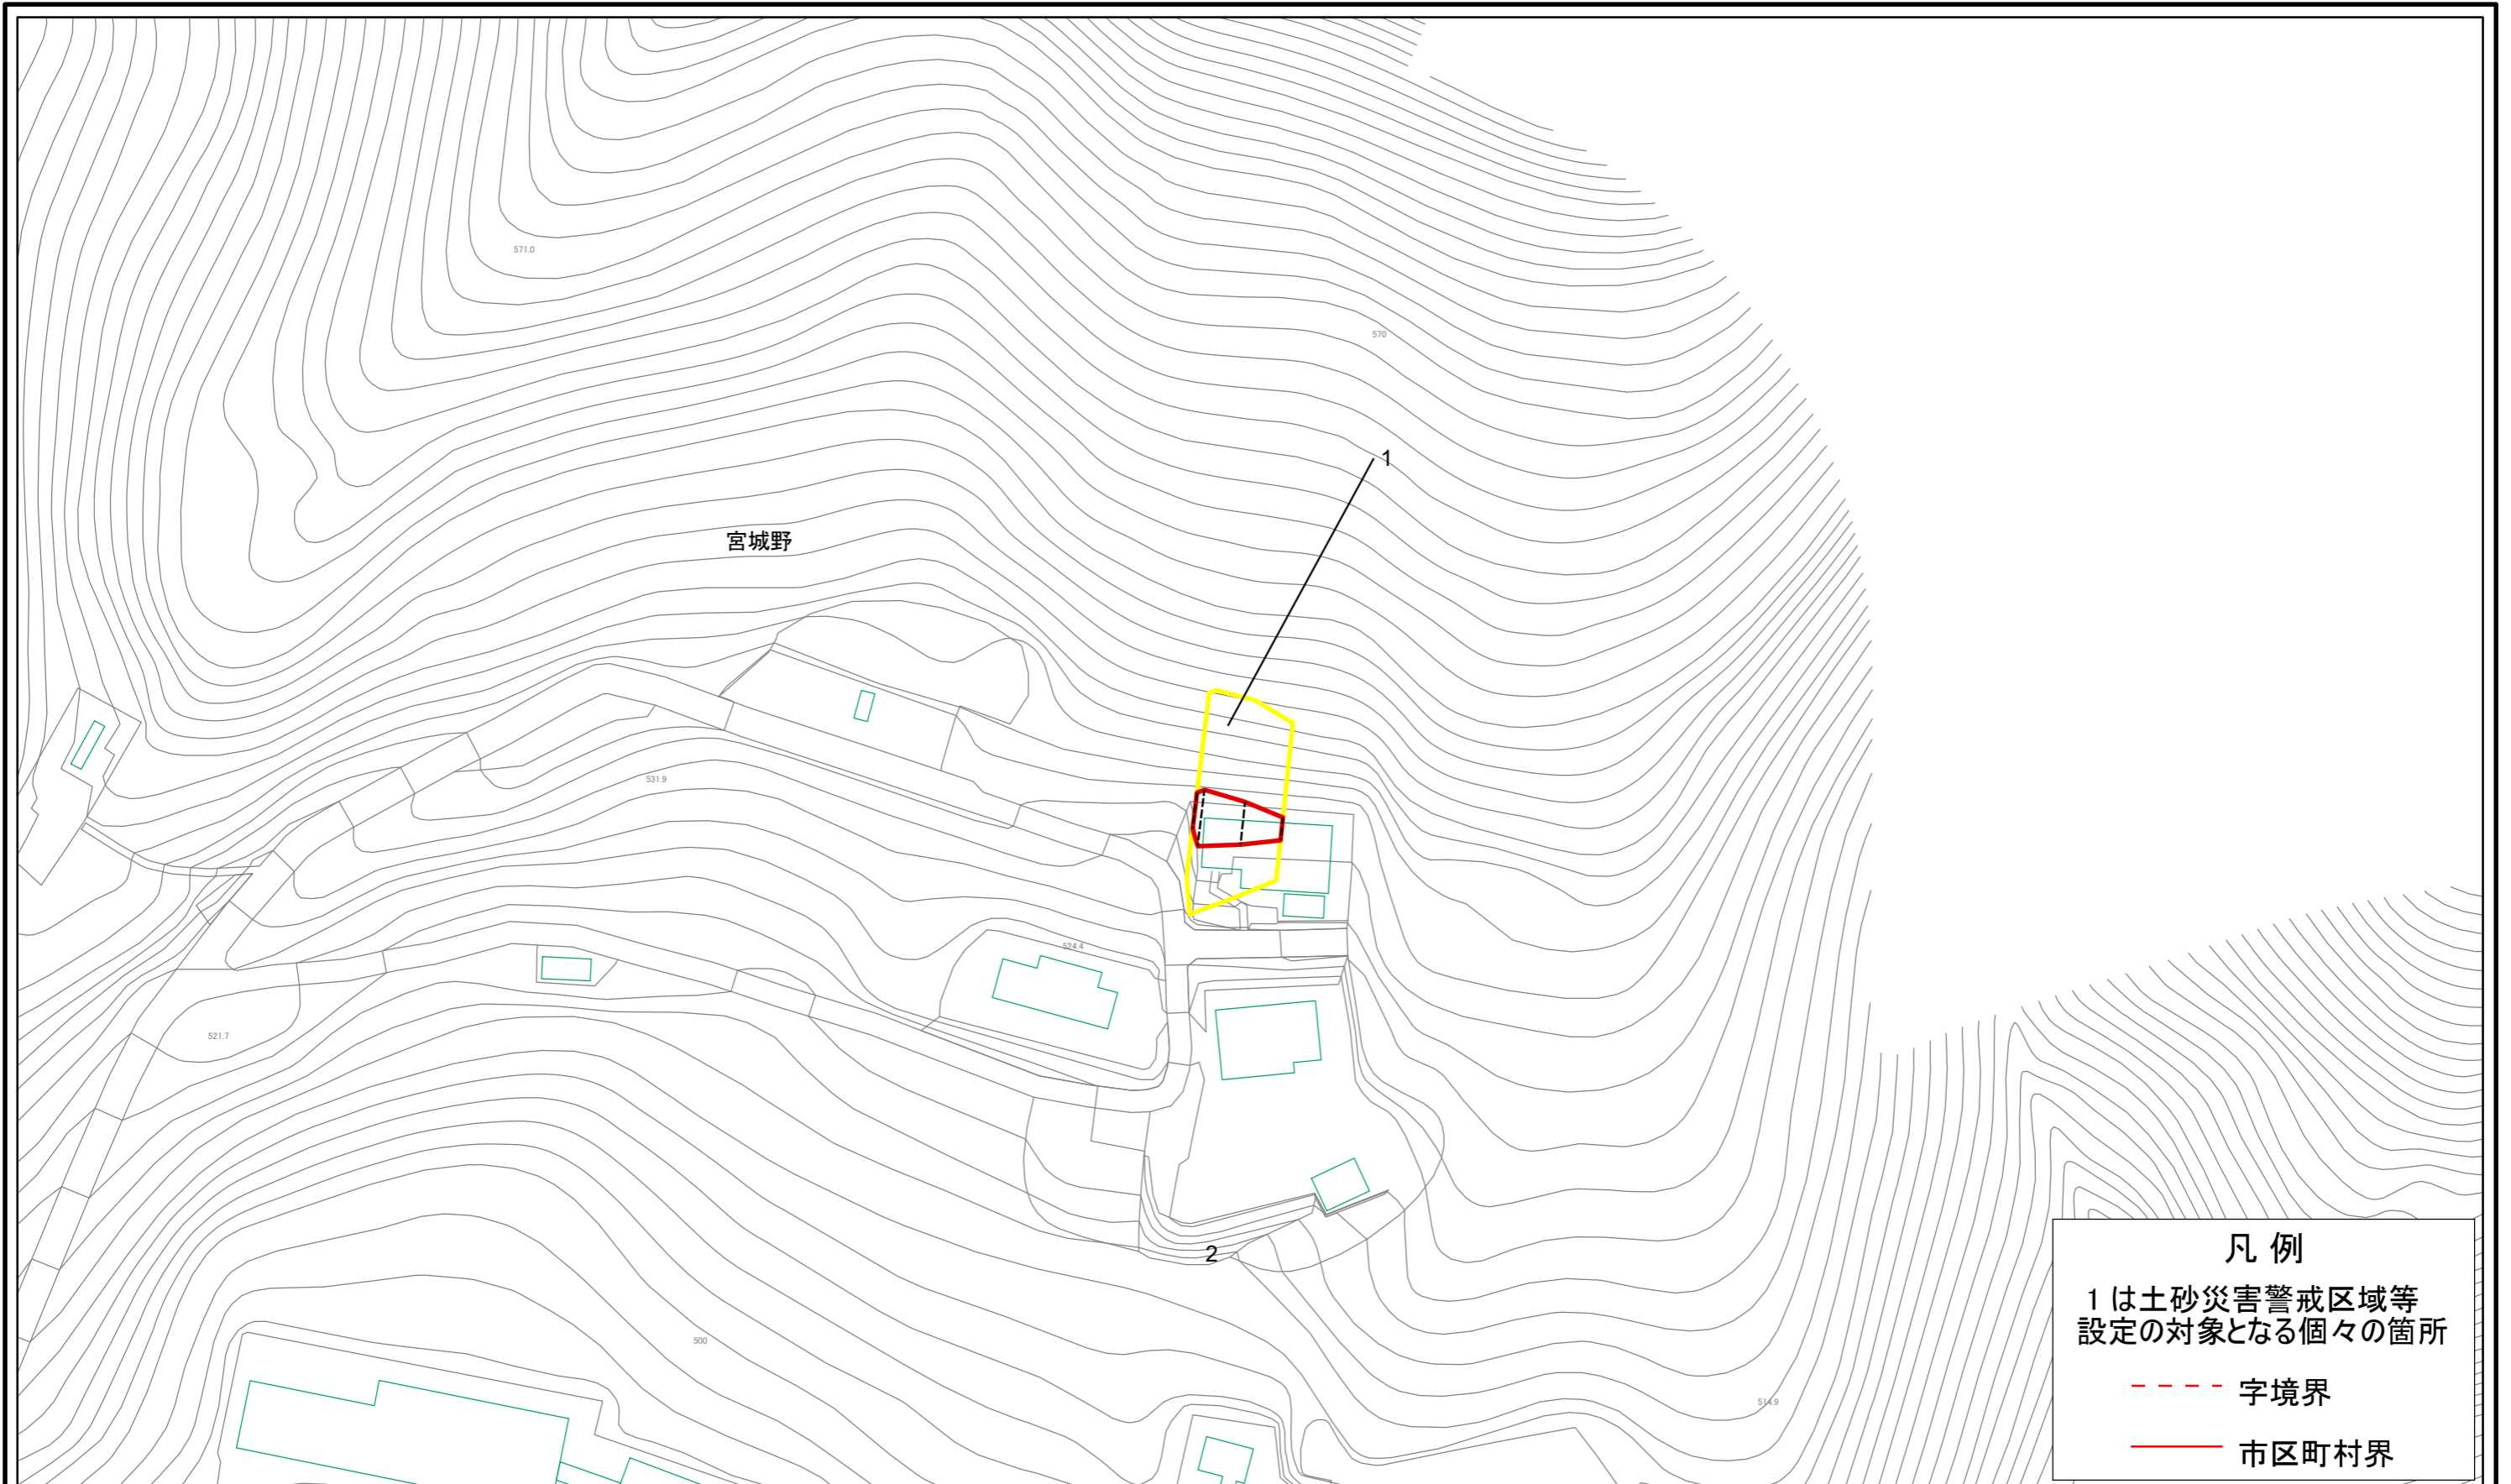 571.0
570
1
宮城野
531.9
524.4
521.7
2
500
514.9
凡 例
1 は土砂災害警戒区域等
設定の対象となる個々の箇所
字境界
市区町村界